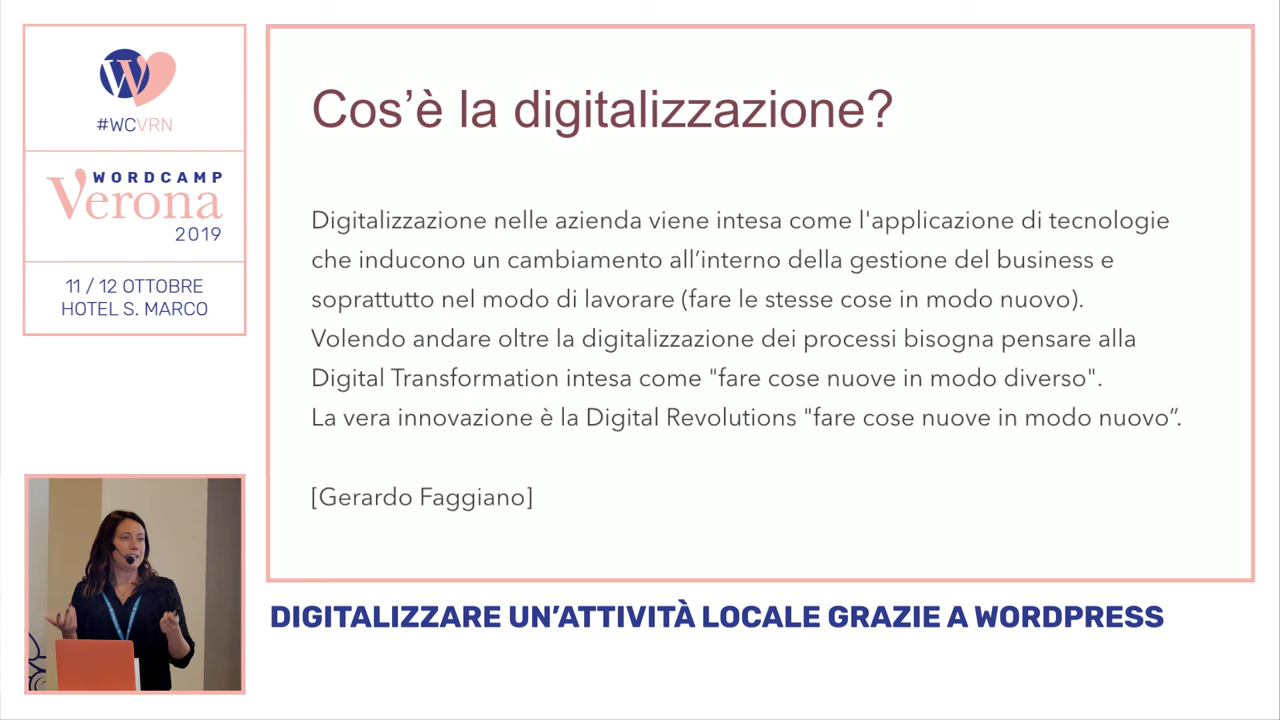 #WCVRN
WORDCAMP
Verona
2019
11 / 12 OTTOBRE
HOTEL S. MARCO
Cos’è la digitalizzazione?
Digitalizzazione nelle azienda viene intesa come l'applicazione di tecnologie
che inducono un cambiamento all’interno della gestione del business e
soprattutto nel modo di lavorare (fare le stesse cose in modo nuovo).
Volendo andare oltre la digitalizzazione dei processi bisogna pensare alla
Digital Transformation intesa come "fare cose nuove in modo diverso".
La vera innovazione è la Digital Revolutions "fare cose nuove in modo nuovo”.
[Gerardo Faggiano]
DIGITALIZZARE UN’ATTIVITÀ LOCALE GRAZIE A WORDPRESS